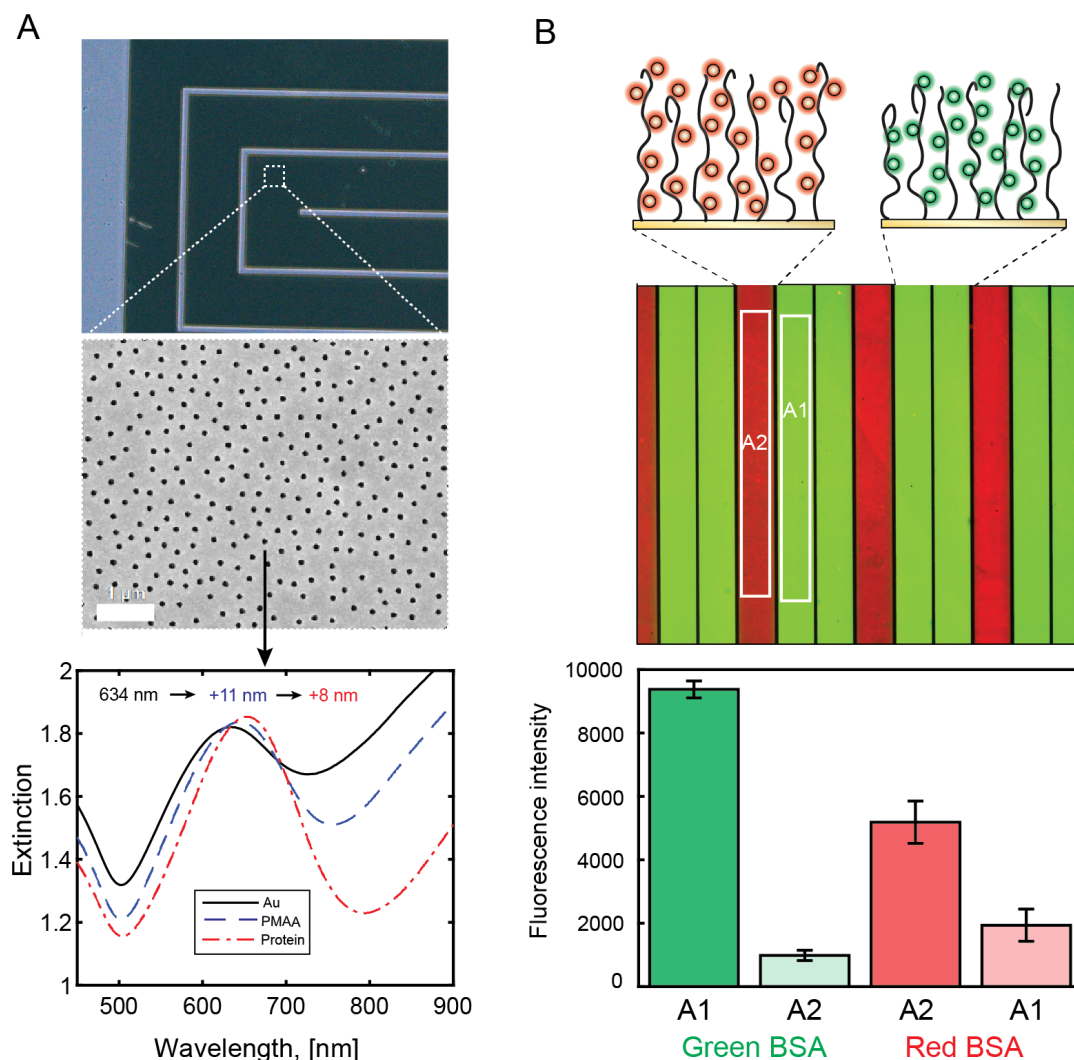 A
1 µm
2
1.8
1.6
1.4
1.2
1
Extinction
634 nm → +11 nm → +8 nm
Au
PMAA
Protein
500 600 700 800 900
Wavelength, [nm]
B
A2
A1
10000
8000
6000
4000
2000
0
Fluorescence intensity
A1 A2 A2 A1
Green BSA Red BSA